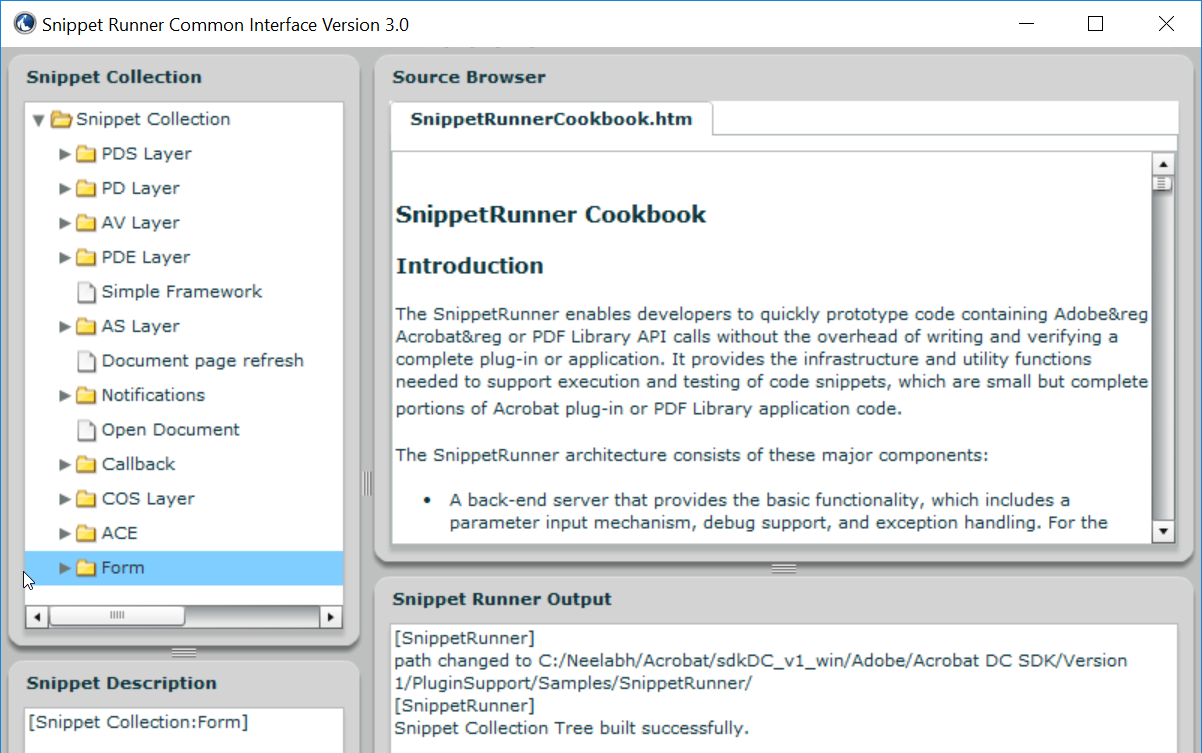 Snippet Runner Common Interface Version 3.0
Snippet Collection
Snippet Collection
PDS Layer
PD Layer
AV Layer
PDE Layer
Simple Framework
AS Layer
Document page refresh
Notifications
Open Document
Callback
COS Layer
ACE
Form
Snippet Description
[Snippet Collection:Form]
Source Browser
SnippetRunnerCookbook.htm
SnippetRunner Cookbook
Introduction
The SnippetRunner enables developers to quickly prototype code containing Adobe&reg
Acrobat&reg or PDF Library API calls without the overhead of writing and verifying a
complete plug-in or application. It provides the infrastructure and utility functions
needed to support execution and testing of code snippets, which are small but complete
portions of Acrobat plug-in or PDF Library application code.
The SnippetRunner architecture consists of these major components:
• A back-end server that provides the basic functionality, which includes a
parameter input mechanism, debug support, and exception handling. For the
Snippet Runner Output
[SnippetRunner]
path changed to C:/Neelabh/Acrobat/sdkDC_v1_win/Adobe/Acrobat DC SDK/Version
1/PluginSupport/Samples/SnippetRunner/
[SnippetRunner]
Snippet Collection Tree built successfully.